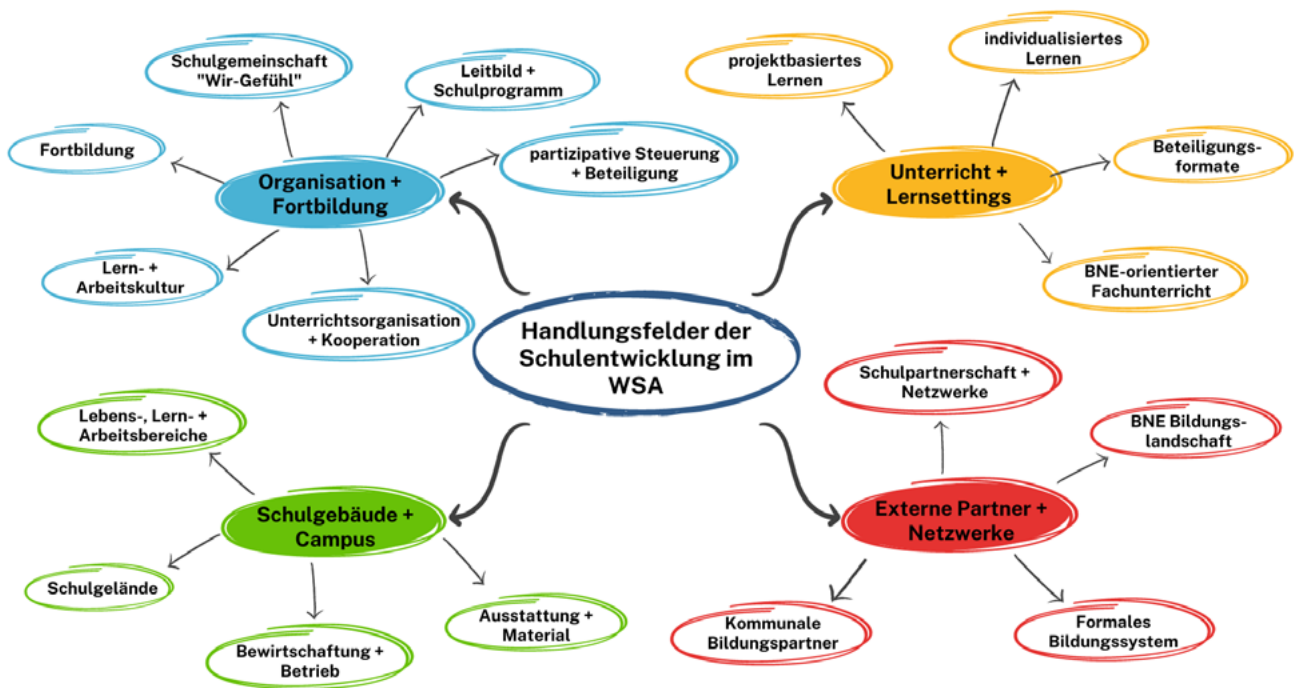 Schulgemeinschaft
"Wir-Gefühl"
Leitbild +
Schulprogramm
Fortbildung
partizipative Steuerung
+ Beteiligung
Organisation +
Fortbildung
Lern- +
Arbeitskultur
Unterrichtsorganisation
+ Kooperation
projektbasiertes
Lernen
individualisiertes
Lernen
Beteiligungs-
formate
Unterricht +
Lernsettings
BNE-orientierter
Fachunterricht
Handlungsfelder der
Schulentwicklung im
WSA
Lebens-, Lern- +
Arbeitsbereiche
Schulgebäude +
Campus
Schulgelände
Ausstattung +
Material
Bewirtschaftung +
Betrieb
Schulpartnerschaft +
Netzwerke
BNE Bildungs-
landschaft
Externe Partner +
Netzwerke
Kommunale
Bildungspartner
Formales
Bildungssystem